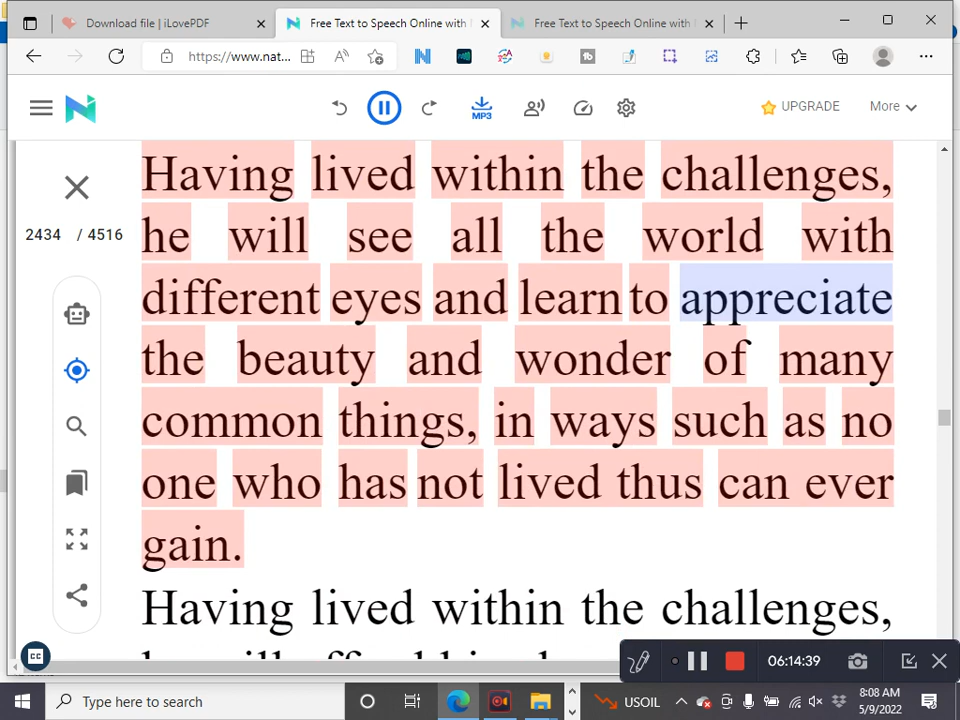 Download file | iLovePDF
Free Text to Speech Online with
Free Text to Speech Online with
https://www.nat...
MP3
UPGRADE
More
2434 / 4516
Having lived within the challenges,
he will see all the world with
different eyes and learn to appreciate
the beauty and wonder of many
common things, in ways such as no
one who has not lived thus can ever
gain.
Having lived within the challenges,
CC
06:14:39
Type here to search
USOIL
8:08 AM
5/9/2022